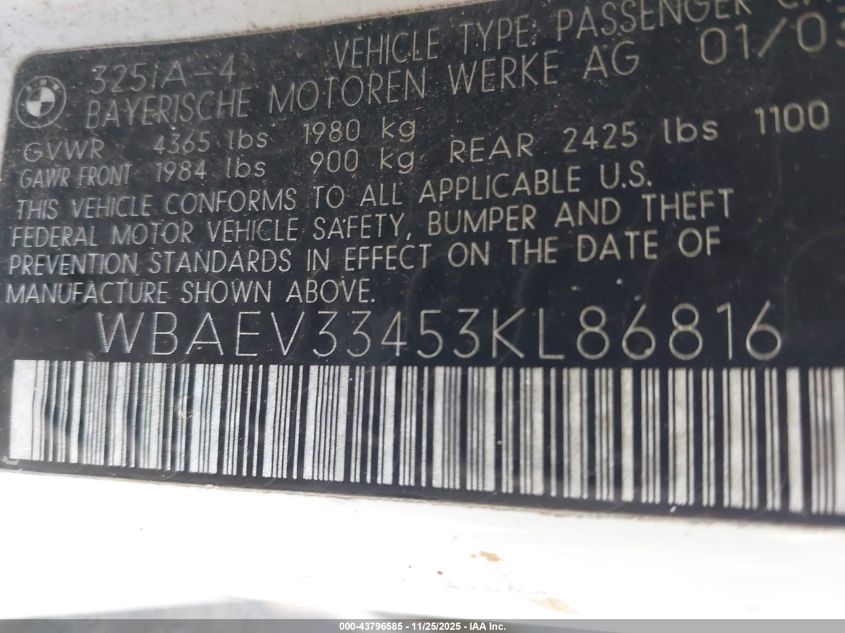 3251A-4 VEHICLE TYPE: PASSENGER CA
BAYERISCHE MOTOREN WERKE AG 01/03
GVWR 4365 lbs 1980 kg
GAWR FRONT 1984 lbs 900 kg REAR 2425 lbs 1100
THIS VEHICLE CONFORMS TO ALL APPLICABLE U.S.
FEDERAL MOTOR VEHICLE SAFETY, BUMPER AND THEFT
PREVENTION STANDARDS IN EFFECT ON THE DATE OF
MANUFACTURE SHOWN ABOVE.
WBAEV33453KL86816
000-43796585 - 11/25/2025 - IAA Inc.